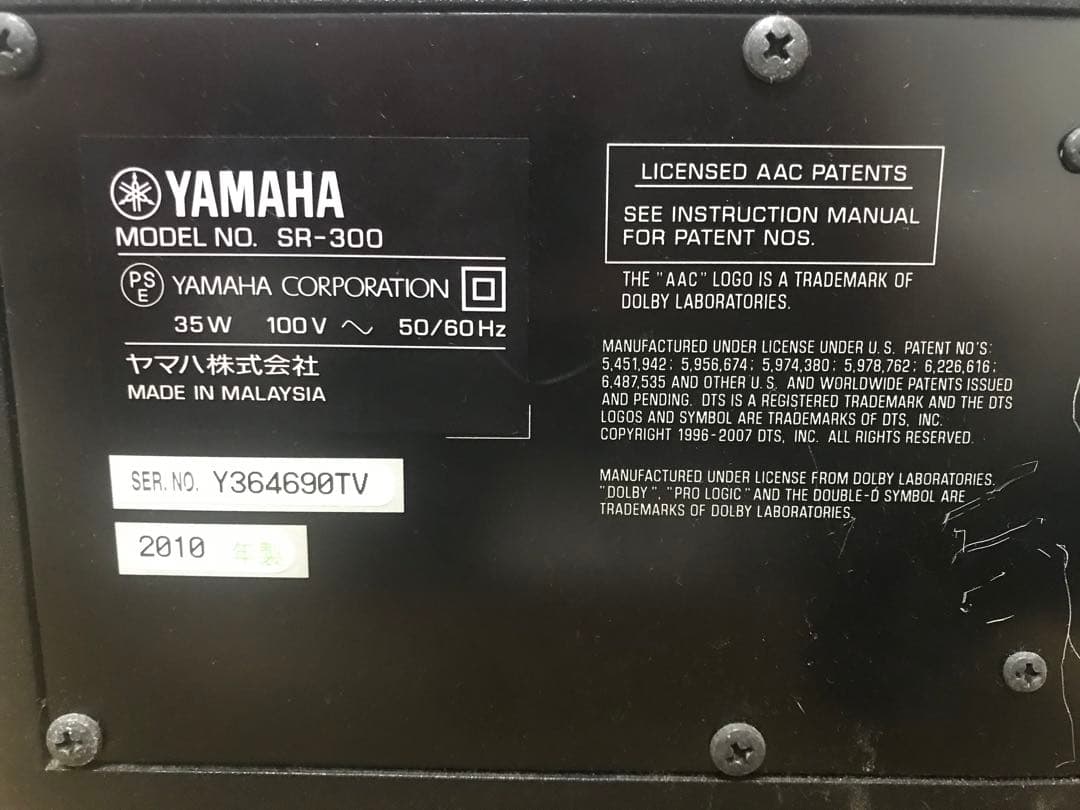 YAMAHA
MODEL NO. SR-300
PSE YAMAHA CORPORATION
35W 100V ～ 50/60Hz
ヤマハ株式会社
MADE IN MALAYSIA
SER. NO. Y364690TV
2010 年製
LICENSED AAC PATENTS
SEE INSTRUCTION MANUAL
FOR PATENT NOS.
THE "AAC" LOGO IS A TRADEMARK OF
DOLBY LABORATORIES.
MANUFACTURED UNDER LICENSE UNDER U.S. PATENT NO'S:
5,451,942; 5,956,674; 5,974,380; 5,978,762; 6,226,616;
6,487,535 AND OTHER U.S. AND WORLDWIDE PATENTS ISSUED
AND PENDING. DTS IS A REGISTERED TRADEMARK AND THE DTS
LOGOS AND SYMBOL ARE TRADEMARKS OF DTS, INC.
COPYRIGHT 1996-2007 DTS, INC. ALL RIGHTS RESERVED.
MANUFACTURED UNDER LICENSE FROM DOLBY LABORATORIES.
"DOLBY", "PRO LOGIC" AND THE DOUBLE-D SYMBOL ARE
TRADEMARKS OF DOLBY LABORATORIES.